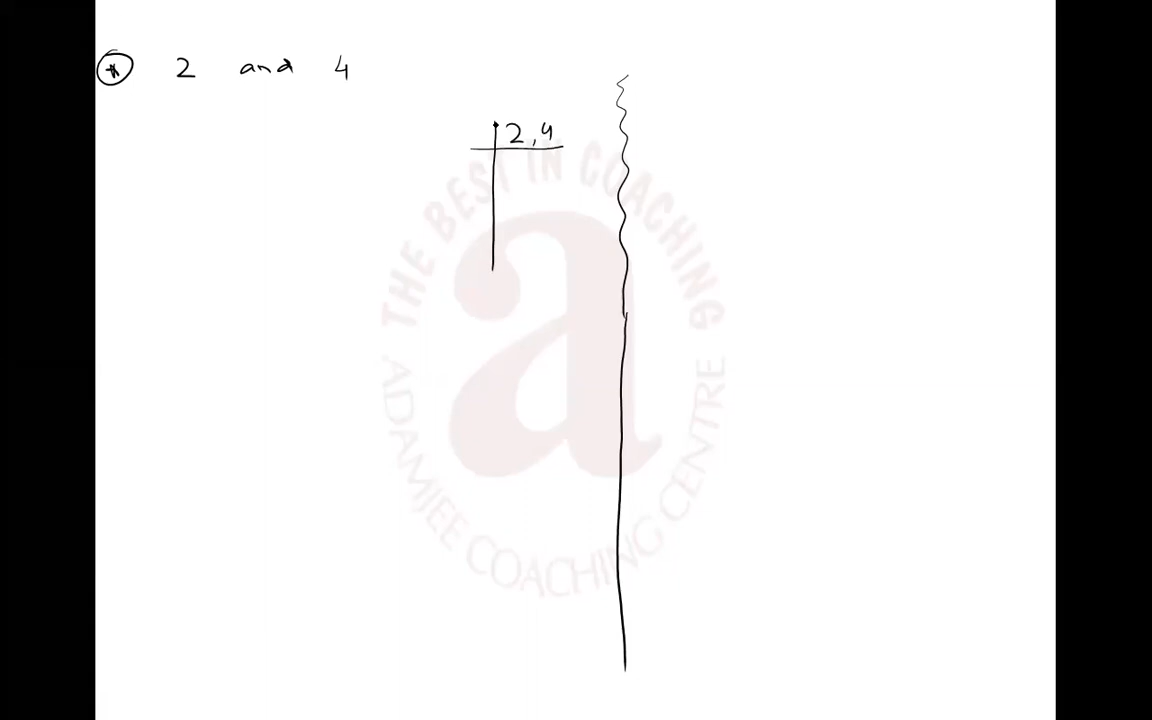 * 2 and 4
2, 4
THE BEST IN COACHING
ADAMJEE COACHING CENTRE
a